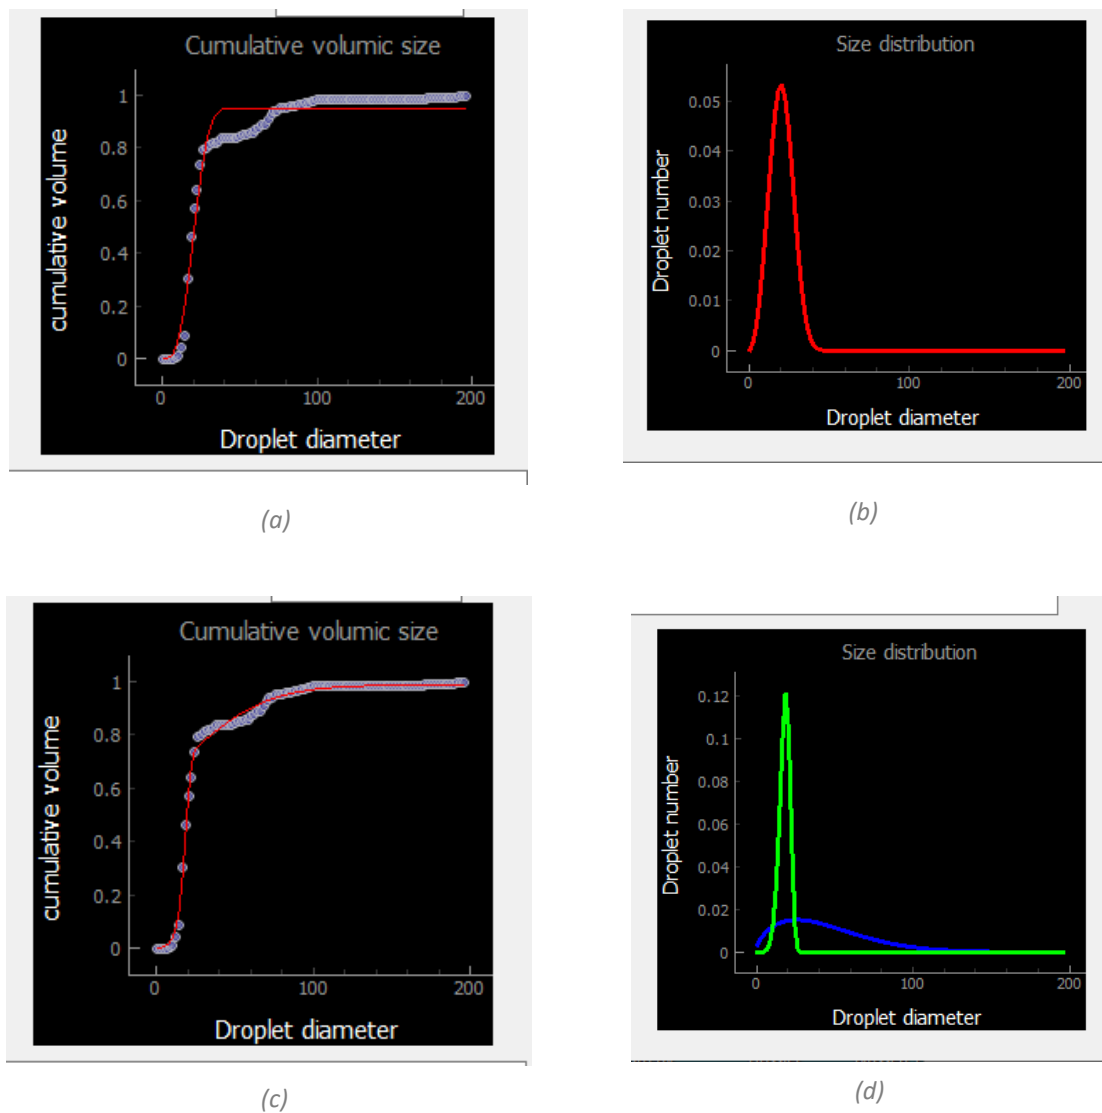 Cumulative volumic size
cumulative volume
1
0.8
0.6
0.4
0.2
0
0
100
200
Droplet diameter
(a)
Size distribution
Droplet number
0.05
0.04
0.03
0.02
0.01
0
0
100
200
Droplet diameter
(b)
Cumulative volumic size
cumulative volume
1
0.8
0.6
0.4
0.2
0
0
100
200
Droplet diameter
(c)
Size distribution
Droplet number
0.12
0.1
0.08
0.06
0.04
0.02
0
0
100
200
Droplet diameter
(d)